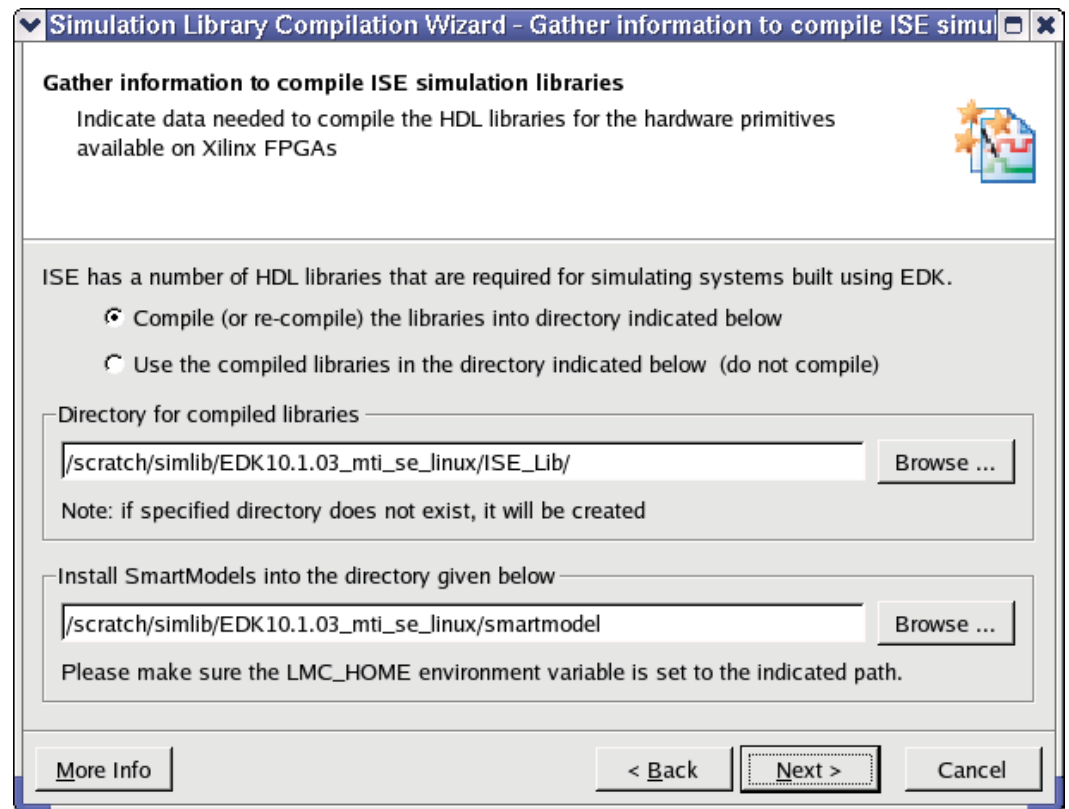 Simulation Library Compilation Wizard - Gather information to compile ISE simul
Gather information to compile ISE simulation libraries
Indicate data needed to compile the HDL libraries for the hardware primitives
available on Xilinx FPGAs
ISE has a number of HDL libraries that are required for simulating systems built using EDK.
Compile (or re-compile) the libraries into directory indicated below
Use the compiled libraries in the directory indicated below (do not compile)
Directory for compiled libraries
/scratch/simlib/EDK10.1.03_mti_se_linux/ISE_Lib/
Browse ...
Note: if specified directory does not exist, it will be created
Install SmartModels into the directory given below
/scratch/simlib/EDK10.1.03_mti_se_linux/smartmodel
Browse ...
Please make sure the LMC_HOME environment variable is set to the indicated path.
More Info
< Back
Next >
Cancel